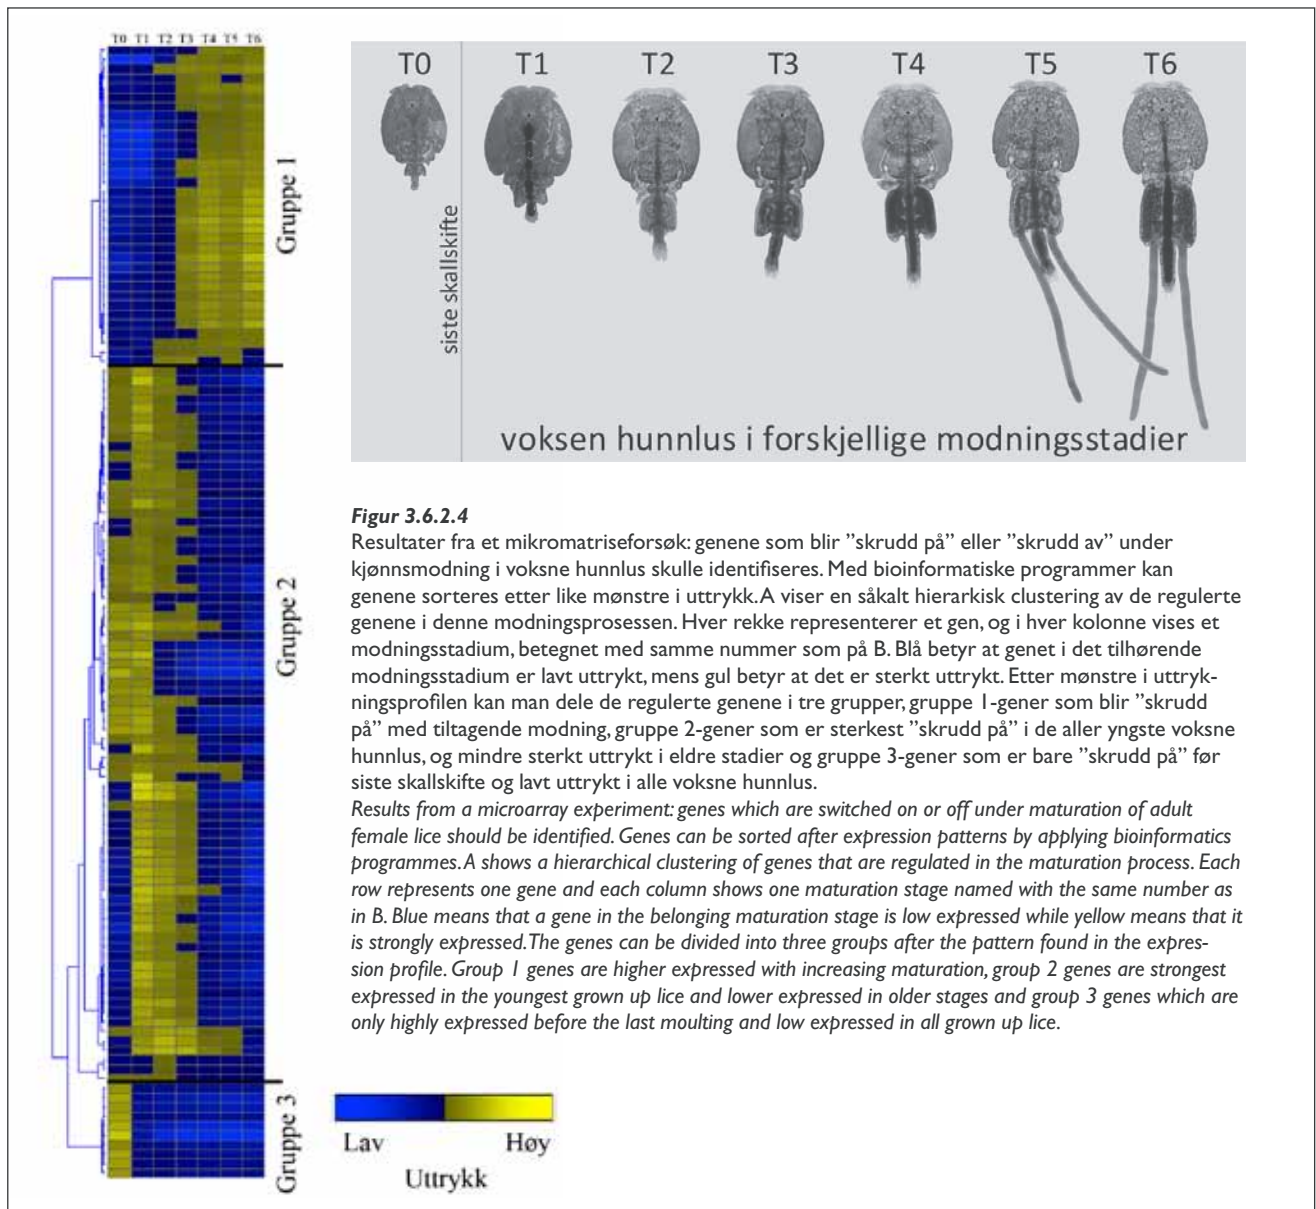 T0 T1 T2 T3 T4 T5 T6
Gruppe 1
Gruppe 2
Gruppe 3
Lav Høy
Uttrykk
T0 T1 T2 T3 T4 T5 T6
siste skallskifte
voksen hunnlus i forskjellige modningsstadier
Figur 3.6.2.4
Resultater fra et mikromatriseforsøk: genene som blir ”skrudd på” eller ”skrudd av” under
kjønnsmodning i voksne hunnlus skulle identifiseres. Med bioinformatiske programmer kan
genene sorteres etter like mønstre i uttrykk. A viser en såkalt hierarkisk clustering av de regulerte
genene i denne modningsprosessen. Hver rekke representerer et gen, og i hver kolonne vises et
modningsstadium, betegnet med samme nummer som på B. Blå betyr at genet i det tilhørende
modningsstadium er lavt uttrykt, mens gul betyr at det er sterkt uttrykt. Etter mønstre i uttryk-
ningsprofilen kan man dele de regulerte genene i tre grupper, gruppe 1-gener som blir ”skrudd
på” med tiltagende modning, gruppe 2-gener som er sterkest ”skrudd på” i de aller yngste voksne
hunnlus, og mindre sterkt uttrykt i eldre stadier og gruppe 3-gener som er bare ”skrudd på” før
siste skallskifte og lavt uttrykt i alle voksne hunnlus.
Results from a microarray experiment: genes which are switched on or off under maturation of adult
female lice should be identified. Genes can be sorted after expression patterns by applying bioinformatics
programmes. A shows a hierarchical clustering of genes that are regulated in the maturation process. Each
row represents one gene and each column shows one maturation stage named with the same number as
in B. Blue means that a gene in the belonging maturation stage is low expressed while yellow means that it
is strongly expressed. The genes can be divided into three groups after the pattern found in the expres-
sion profile. Group 1 genes are higher expressed with increasing maturation, group 2 genes are strongest
expressed in the youngest grown up lice and lower expressed in older stages and group 3 genes which are
only highly expressed before the last moulting and low expressed in all grown up lice.